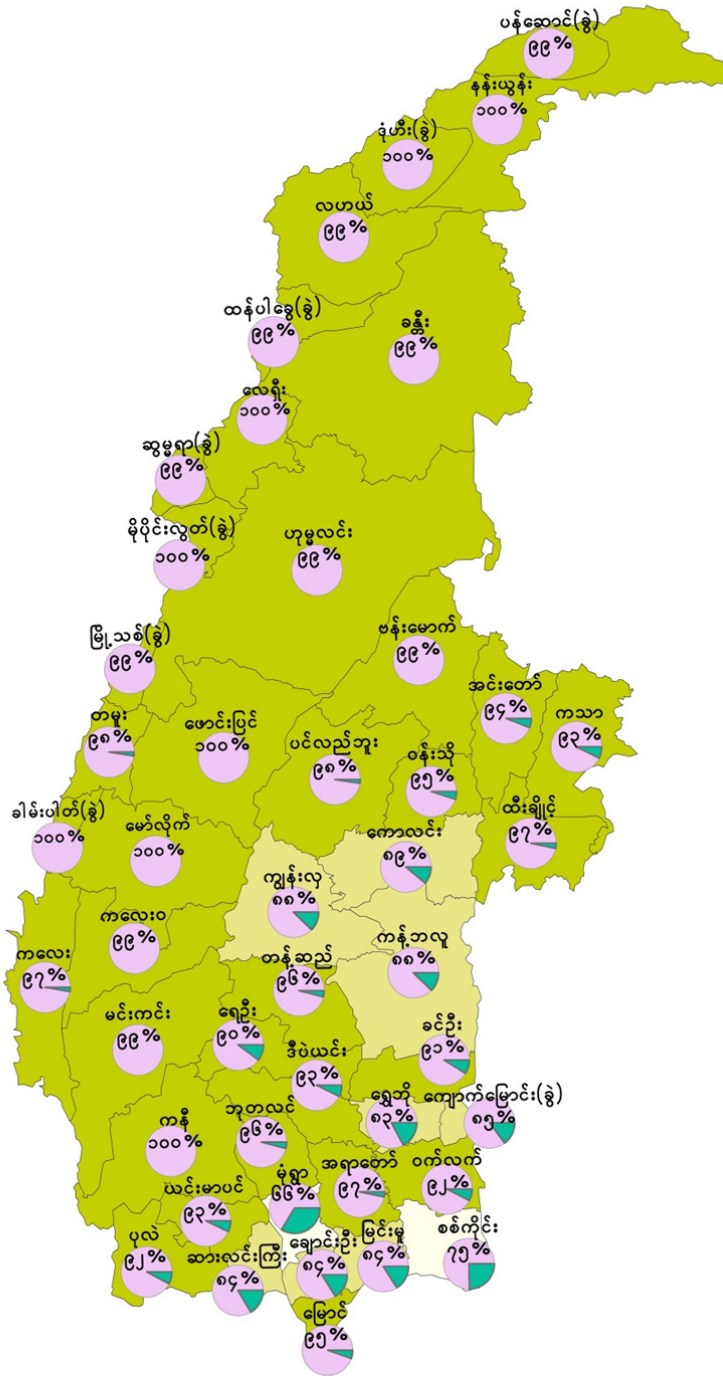 ပန်ဆောင်(ခွဲ)
၉၉%
နန်းယွန်း
၁၀၀%
ဒုံဟီး(ခွဲ)
၁၀၀%
လဟယ်
၉၉%
ထန်ပါခွေ(ခွဲ)
၉၉%
ခန္တီး
၉၉%
လေရှီး
၁၀၀%
ဆွမ္မရာ(ခွဲ)
၉၉%
မိုပိုင်းလွတ်(ခွဲ)
၁၀၀%
ဟုမ္မလင်း
၉၉%
မြို့သစ်(ခွဲ)
၉၉%
ဗန်းမောက်
၉၉%
အင်းတော်
၉၄%
ကသာ
၉၃%
တမူး
၉၈%
ဖောင်းပြင်
၁၀၀%
ပင်လည်ဘူး
၉၈%
ဝန်းသို
၉၅%
ထီးချိုင့်
၉၇%
ခါမ်းပါတ်(ခွဲ)
၁၀၀%
မော်လိုက်
၁၀၀%
ကောလင်း
၈၉%
ကျွန်းလှ
၈၈%
ကလေးဝ
၉၉%
ကန့်ဘလူ
၈၈%
ကလေး
၉၇%
တန့်ဆည်
၉၆%
မင်းကင်း
၉၉%
ရေဦး
၉၀%
ခင်ဦး
၉၁%
ဒီပဲယင်း
၉၃%
ရွှေဘို
၈၃%
ကျောက်မြောင်း(ခွဲ)
၈၅%
ကနီ
၁၀၀%
ဘုတလင်
၉၆%
အရာတော်
၉၇%
ဝက်လက်
၉၂%
ယင်းမာပင်
၉၃%
မုံရွာ
၆၆%
ပုလဲ
၉၂%
ဆားလင်းကြီး
၈၄%
ချောင်းဦး
၈၄%
မြင်းမူ
၈၄%
စစ်ကိုင်း
၇၅%
မြောင်
၉၅%